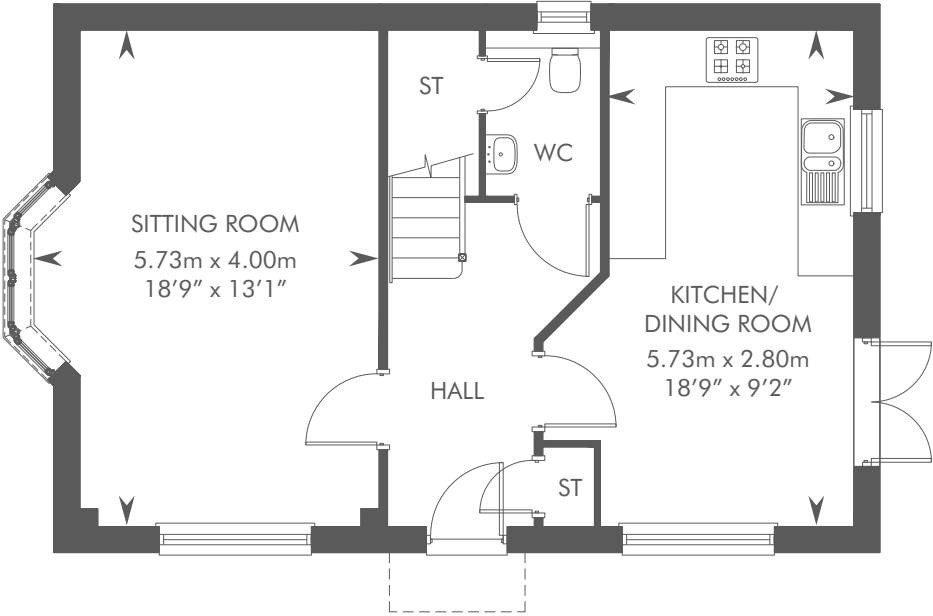 ST
WC
SITTING ROOM
5.73m x 4.00m
18’9” x 13’1”
KITCHEN/
DINING ROOM
5.73m x 2.80m
18’9” x 9’2”
HALL
ST